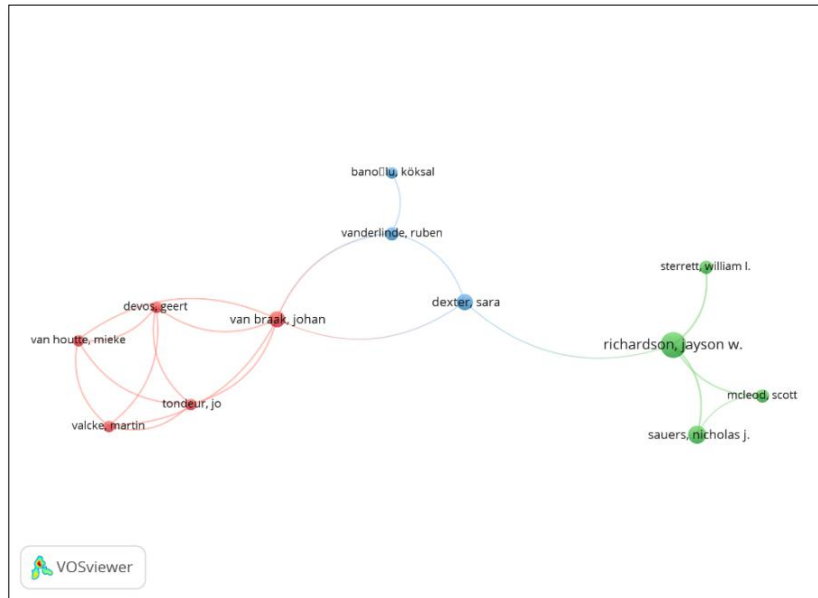 bano▯lu, köksal
vanderlinde, ruben
sterrett, william l.
dexter, sara
devos, geert
van braak, johan
van houtte, mieke
richardson, jayson w.
mcleod, scott
tondeur, jo
valcke, martin
sauers, nicholas j.
VOSviewer